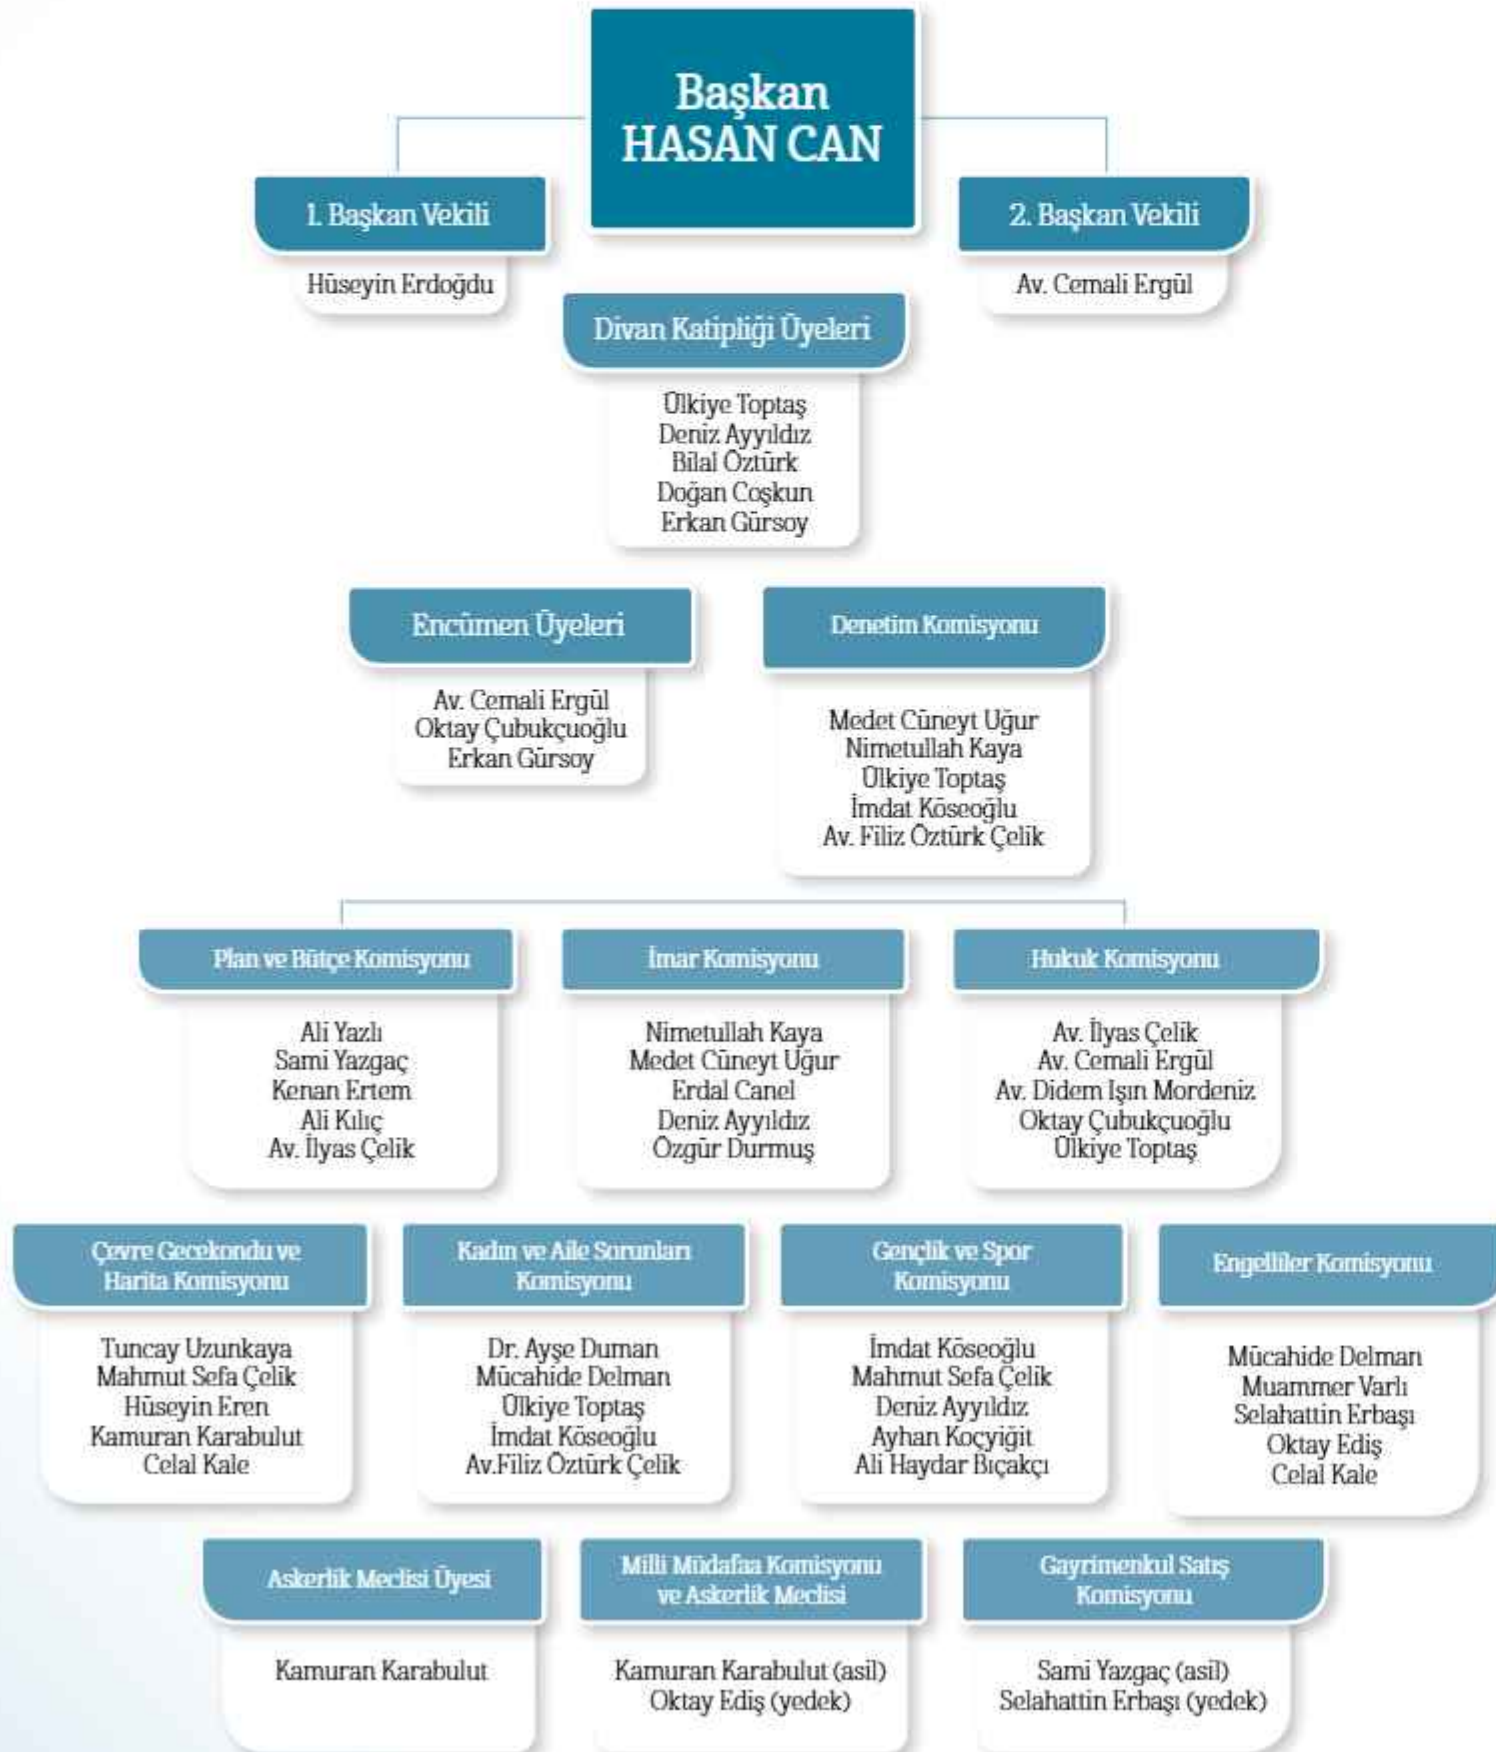 Başkan
HASAN CAN
1. Başkan Vekili
Hüseyin Erdoğdu
2. Başkan Vekili
Av. Cemali Ergül
Divan Katipliği Üyeleri
Ülkiye Toptaş
Deniz Ayyıldız
Bilal Öztürk
Doğan Coşkun
Erkan Gürsoy
Encümen Üyeleri
Av. Cemali Ergül
Oktay Çubukçuoğlu
Erkan Gürsoy
Denetim Komisyonu
Medet Cüneyt Uğur
Nimetullah Kaya
Ülkiye Toptaş
İmdat Köseoğlu
Av. Filiz Öztürk Çelik
Plan ve Bütçe Komisyonu
Ali Yazlı
Sami Yazgaç
Kenan Ertem
Ali Kılıç
Av. İlyas Çelik
İmar Komisyonu
Nimetullah Kaya
Medet Cüneyt Uğur
Erdal Canel
Deniz Ayyıldız
Özgür Durmuş
Hukuk Komisyonu
Av. İlyas Çelik
Av. Cemali Ergül
Av. Didem Işın Mordeniz
Oktay Çubukçuoğlu
Ülkiye Toptaş
Çevre Gecekondu ve
Harita Komisyonu
Tuncay Uzunkaya
Mahmut Sefa Çelik
Hüseyin Eren
Kamuran Karabulut
Celal Kale
Kadın ve Aile Sorunları
Komisyonu
Dr. Ayşe Duman
Mücahide Delman
Ülkiye Toptaş
İmdat Köseoğlu
Av.Filiz Öztürk Çelik
Gençlik ve Spor
Komisyonu
İmdat Köseoğlu
Mahmut Sefa Çelik
Deniz Ayyıldız
Ayhan Koçyiğit
Ali Haydar Bıçakçı
Engelliler Komisyonu
Mücahide Delman
Muammer Varlı
Selahattin Erbaşı
Oktay Ediş
Celal Kale
Askerlik Meclisi Üyesi
Kamuran Karabulut
Milli Müdafaa Komisyonu
ve Askerlik Meclisi
Kamuran Karabulut (asil)
Oktay Ediş (yedek)
Gayrimenkul Satış
Komisyonu
Sami Yazgaç (asil)
Selahattin Erbaşı (yedek)